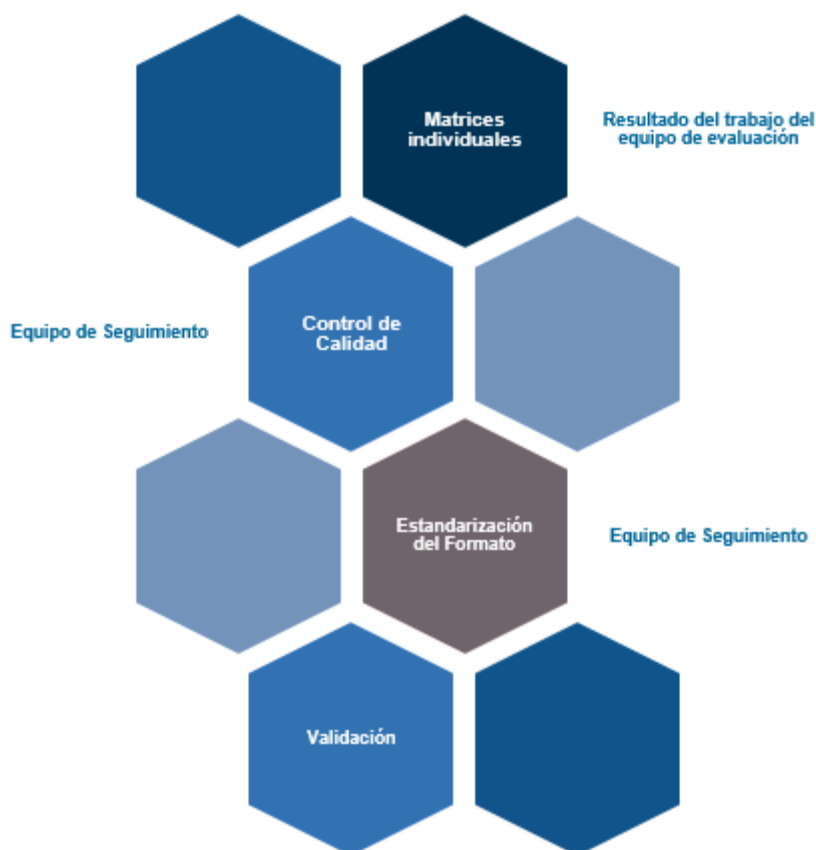 Matrices
individuales
Resultado del trabajo del
equipo de evaluación
Equipo de Seguimiento
Control de
Calidad
Estandarización
del Formato
Equipo de Seguimiento
Validación